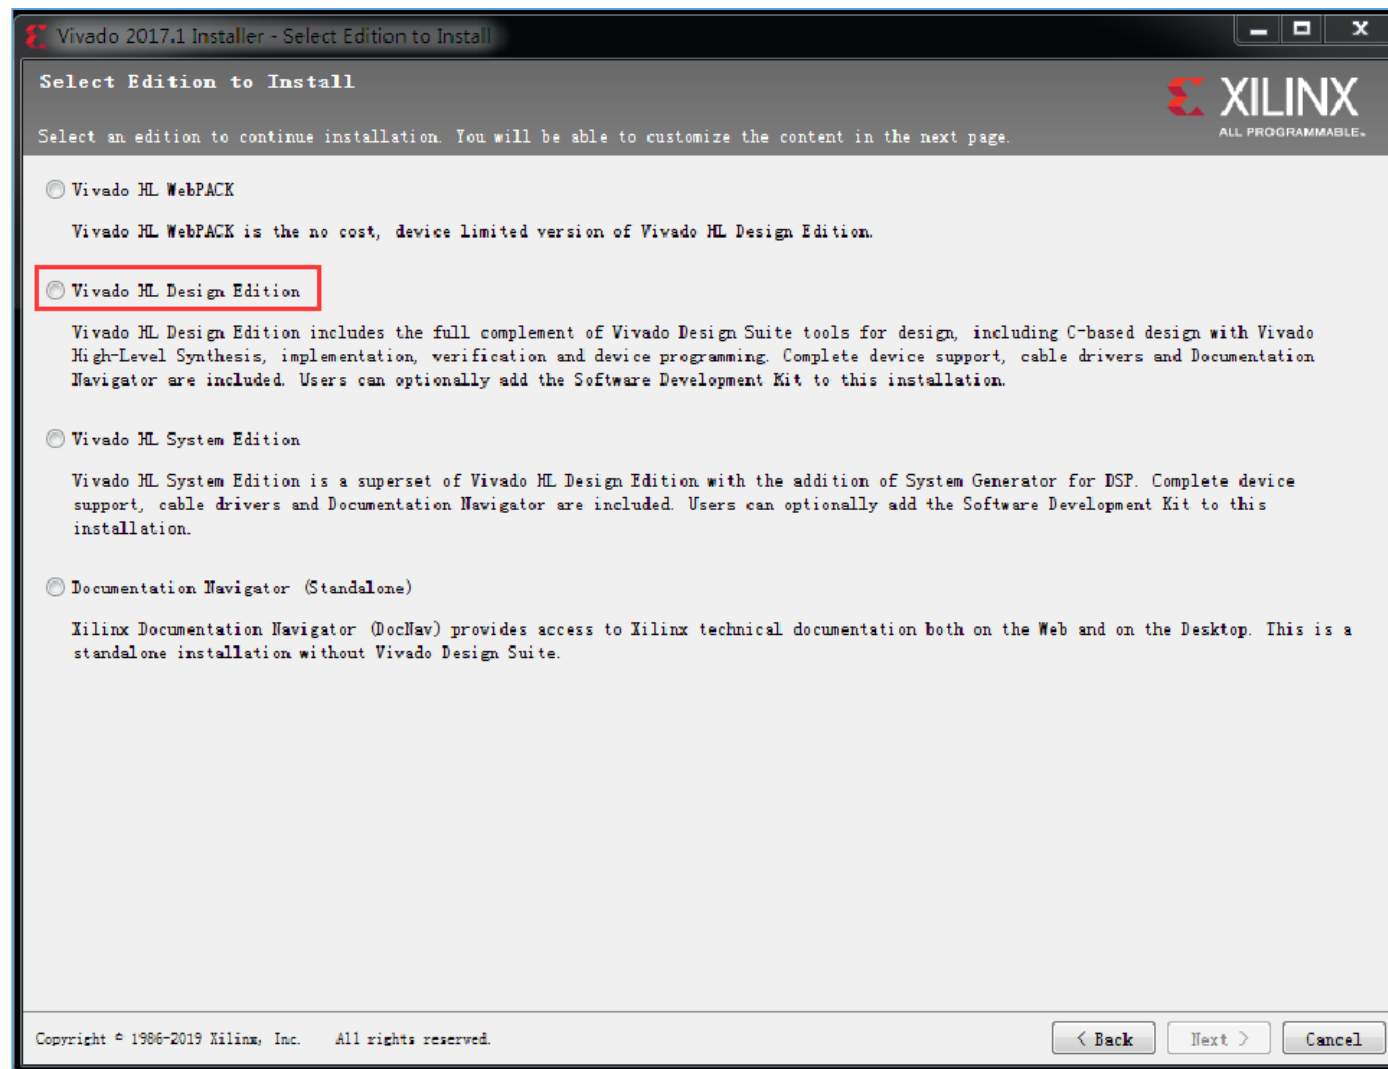 Vivado 2017.1 Installer - Select Edition to Install
Select Edition to Install
XILINX
ALL PROGRAMMABLE.
Select an edition to continue installation. You will be able to customize the content in the next page.
Vivado HL WebPACK
Vivado HL WebPACK is the no cost, device limited version of Vivado HL Design Edition.
Vivado HL Design Edition
Vivado HL Design Edition includes the full complement of Vivado Design Suite tools for design, including C-based design with Vivado
High-Level Synthesis, implementation, verification and device programming. Complete device support, cable drivers and Documentation
Navigator are included. Users can optionally add the Software Development Kit to this installation.
Vivado HL System Edition
Vivado HL System Edition is a superset of Vivado HL Design Edition with the addition of System Generator for DSP. Complete device
support, cable drivers and Documentation Navigator are included. Users can optionally add the Software Development Kit to this
installation.
Documentation Navigator (Standalone)
Xilinx Documentation Navigator (DocNav) provides access to Xilinx technical documentation both on the Web and on the Desktop. This is a
standalone installation without Vivado Design Suite.
Copyright © 1986-2019 Xilinx, Inc. All rights reserved.
< Back Next > Cancel